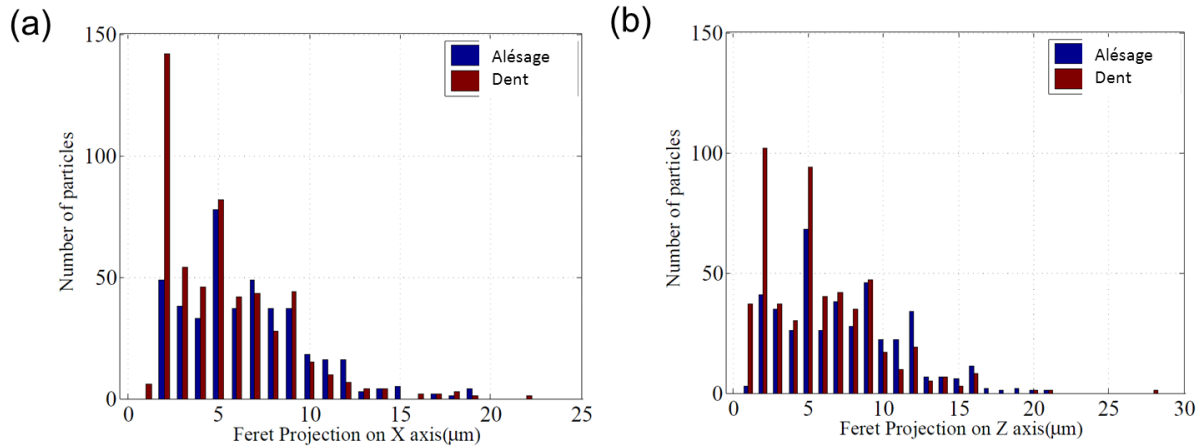 (a)
150
100
50
0
Number of particles
Alésage
Dent
0 5 10 15 20 25
Feret Projection on X axis(µm)
(b)
150
100
50
0
Number of particles
Alésage
Dent
0 5 10 15 20 25 30
Feret Projection on Z axis(µm)